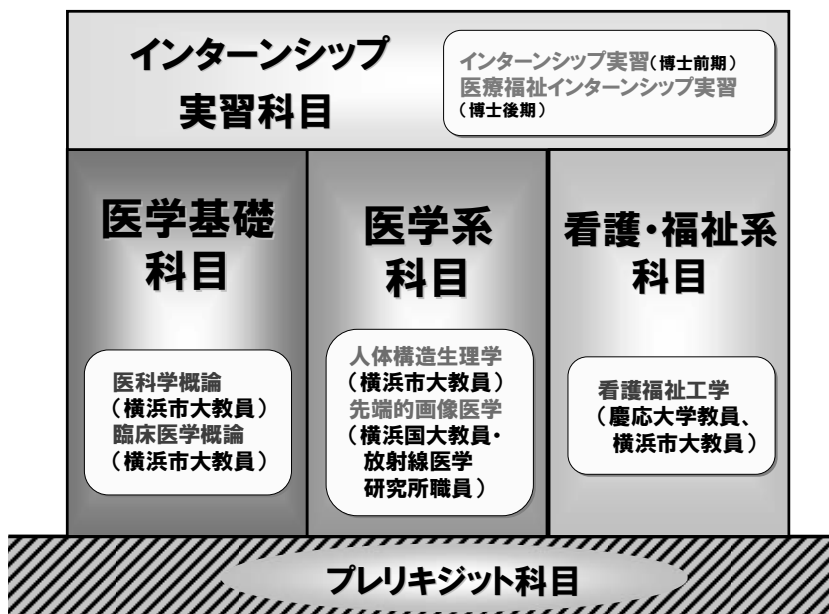 インターンシップ
実習科目
インターンシップ実習(博士前期)
医療福祉インターンシップ実習
(博士後期)
医学基礎
科目
医科学概論
(横浜市大教員)
臨床医学概論
(横浜市大教員)
医学系
科目
人体構造生理学
(横浜市大教員)
先端的画像医学
(横浜国大教員・
放射線医学
研究所職員)
看護・福祉系
科目
看護福祉工学
(慶応大学教員、
横浜市大教員)
プレリキジット科目